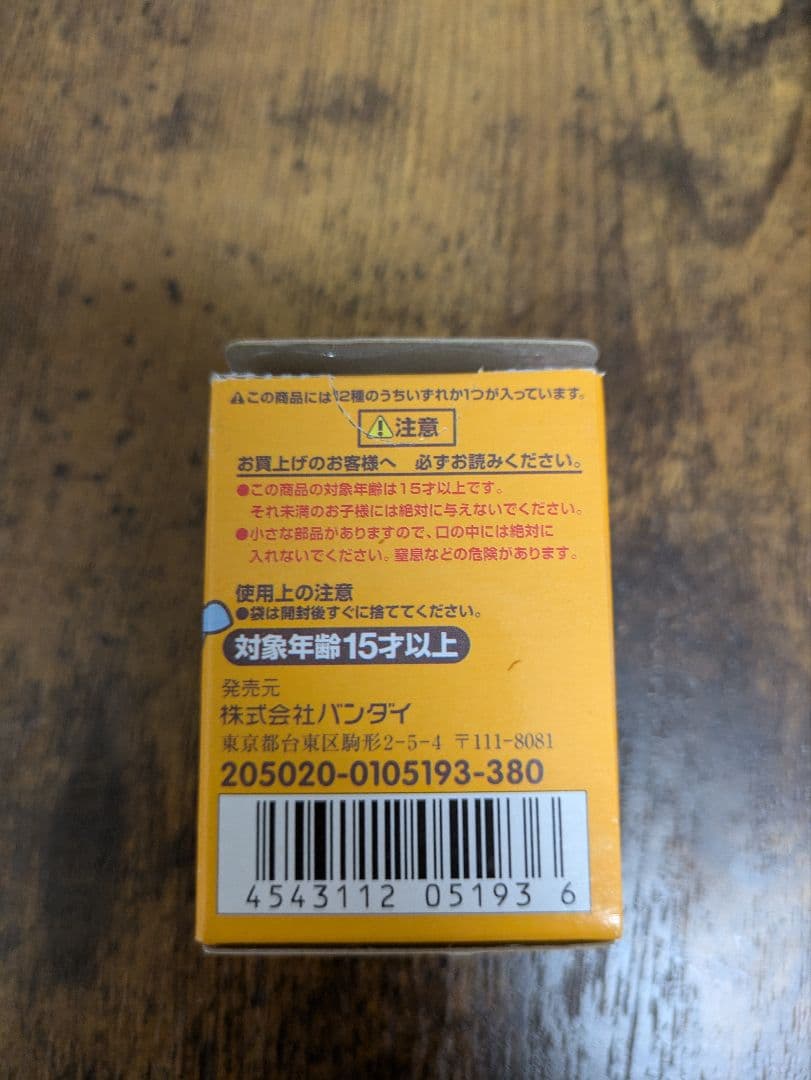 ⚠この商品には12種のうちいずれか1つが入っています。
⚠注意
お買上げのお客様へ 必ずお読みください。
●この商品の対象年齢は15才以上です。
それ未満のお子様には絶対に与えないでください。
●小さな部品がありますので、口の中には絶対に
入れないでください。窒息などの危険があります。
使用上の注意
●袋は開封後すぐに捨ててください。
対象年齢15才以上
発売元
株式会社バンダイ
東京都台東区駒形2-5-4 〒111-8081
205020-0105193-380
4543112 051936